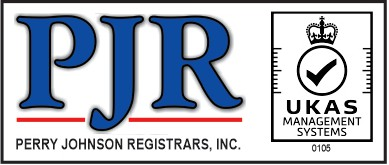 PJR
PERRY JOHNSON REGISTRARS, INC.
UKAS
MANAGEMENT
SYSTEMS
0105